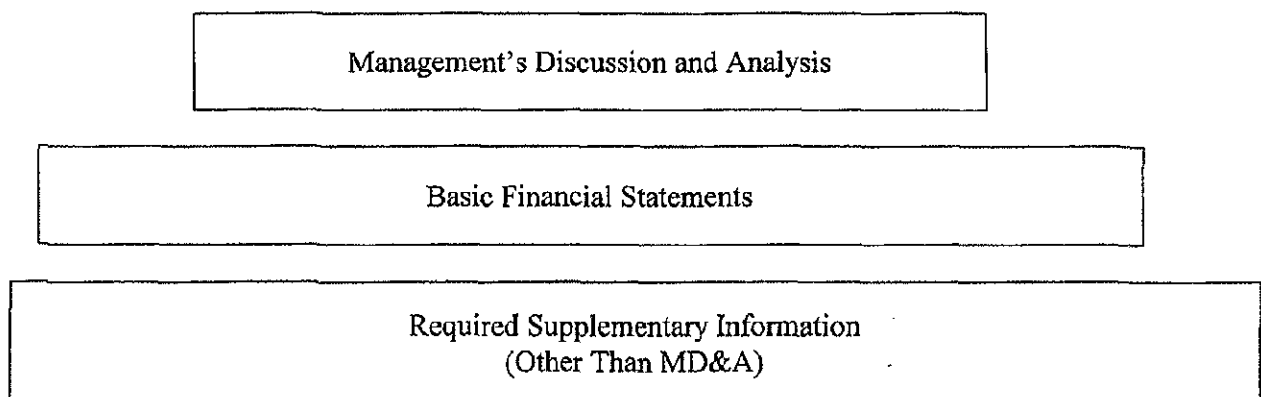 Management's Discussion and Analysis
Basic Financial Statements
Required Supplementary Information
(Other Than MD&A)